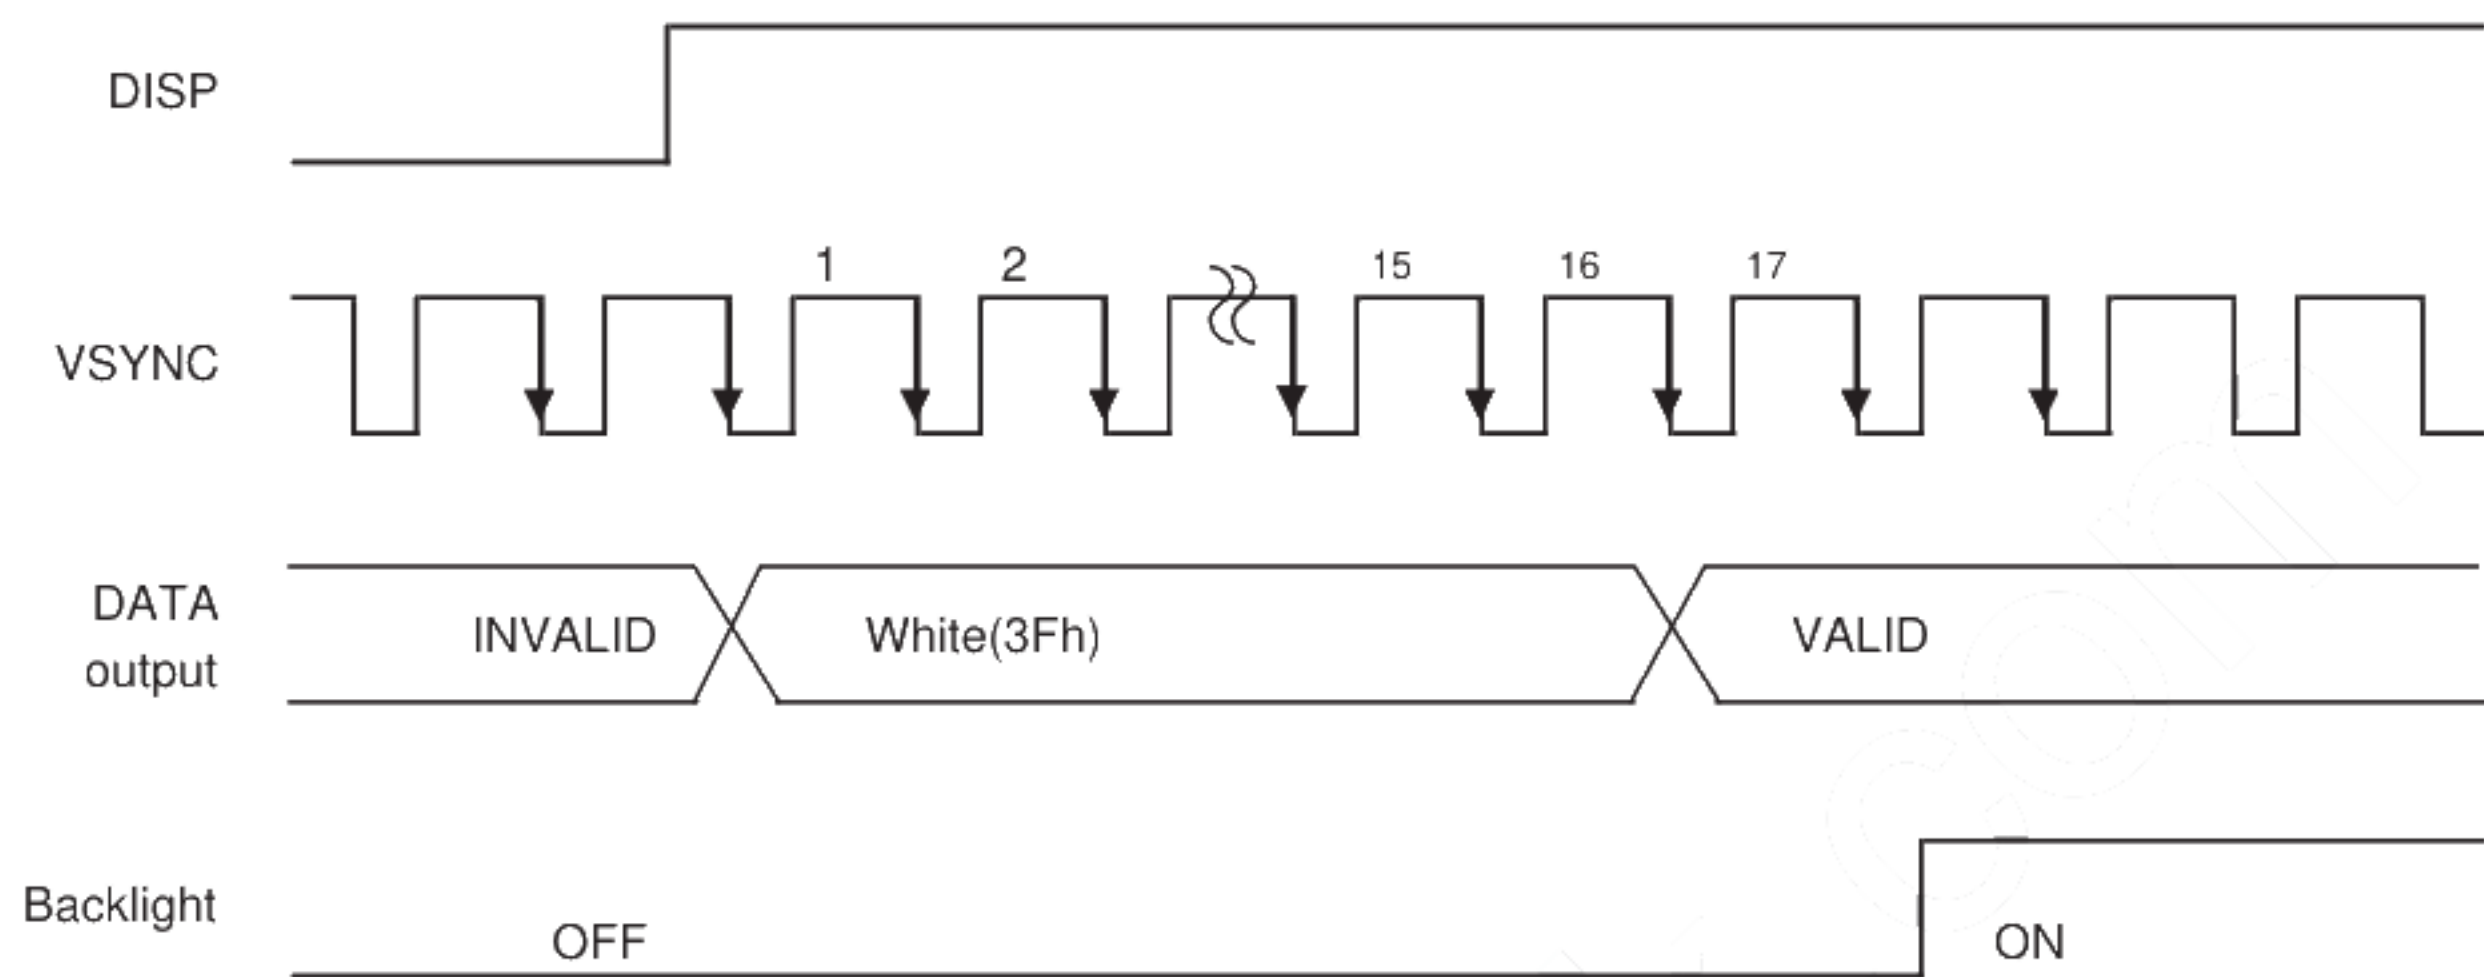 DISP
1 2 15 16 17
VSYNC
DATA
output
INVALID White(3Fh) VALID
Backlight
OFF ON